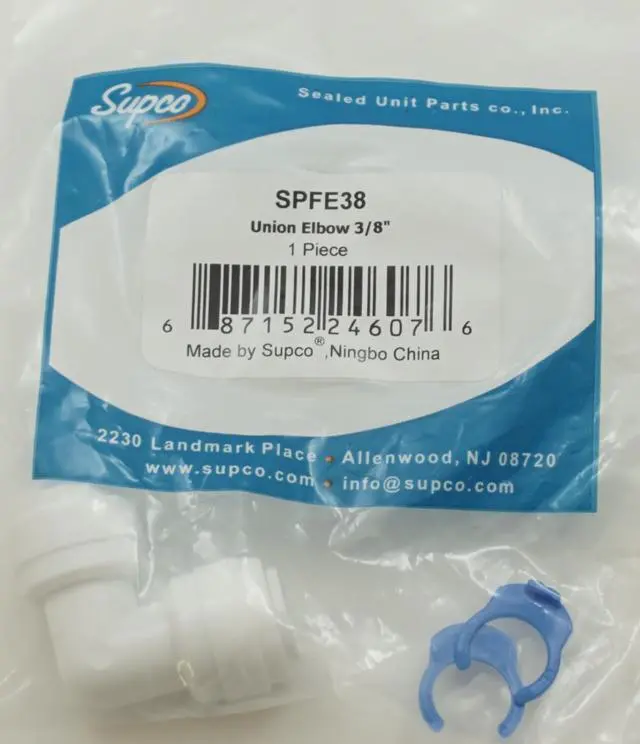 Supco
Sealed Unit Parts co., Inc.
SPFE38
Union Elbow 3/8"
1 Piece
6 87152 24607 6
Made by Supco®,Ningbo China
2230 Landmark Place • Allenwood, NJ 08720
www.supco.com • info@supco.com